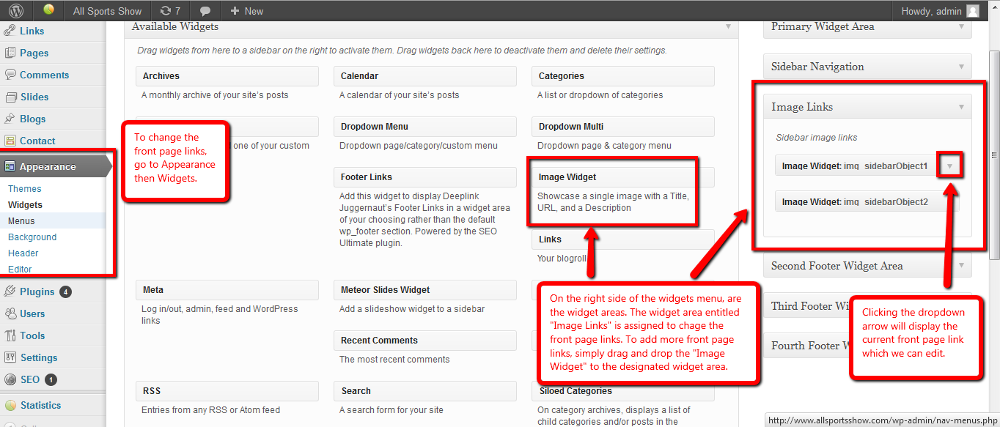 All Sports Show
7
New
Howdy, admin
Links
Pages
Comments
Slides
Blogs
Contact
Appearance
Themes
Widgets
Menus
Background
Header
Editor
Plugins 4
Users
Tools
Settings
SEO 1
Statistics
Available Widgets
Drag widgets from here to a sidebar on the right to activate them. Drag widgets back here to deactivate them and delete their settings.
Archives
A monthly archive of your site's posts
Calendar
A calendar of your site's posts
Categories
A list or dropdown of categories
one of your custom
Dropdown Menu
Dropdown page/category/custom menu
Dropdown Multi
Dropdown page & category menu
Footer Links
Add this widget to display Deeplink
Juggernaut's Footer Links in a widget area
of your choosing rather than the default
wp_footer section. Powered by the SEO
Ultimate plugin.
Image Widget
Showcase a single image with a Title,
URL, and a Description
Links
Your blogroll
Meta
Log in/out, admin, feed and WordPress
links
Meteor Slides Widget
Add a slideshow widget to a sidebar
Recent Comments
The most recent comments
RSS
Entries from any RSS or Atom feed
Search
A search form for your site
Siloed Categories
On category archives, displays a list of
child categories and/or posts in the
Primary Widget Area
Sidebar Navigation
Image Links
Sidebar image links
Image Widget: img_sidebarObject1
Image Widget: img_sidebarObject2
Second Footer Widget Area
Third Footer
Fourth Footer
To change the
front page links,
go to Appearance
then Widgets.
On the right side of the widgets menu, are
the widget areas. The widget area entitled
"Image Links" is assigned to chage the
front page links. To add more front page
links, simply drag and drop the "Image
Widget" to the designated widget area.
Clicking the dropdown
arrow will display the
current front page link
which we can edit.
http://www.allsportsshow.com/wp-admin/nav-menus.php